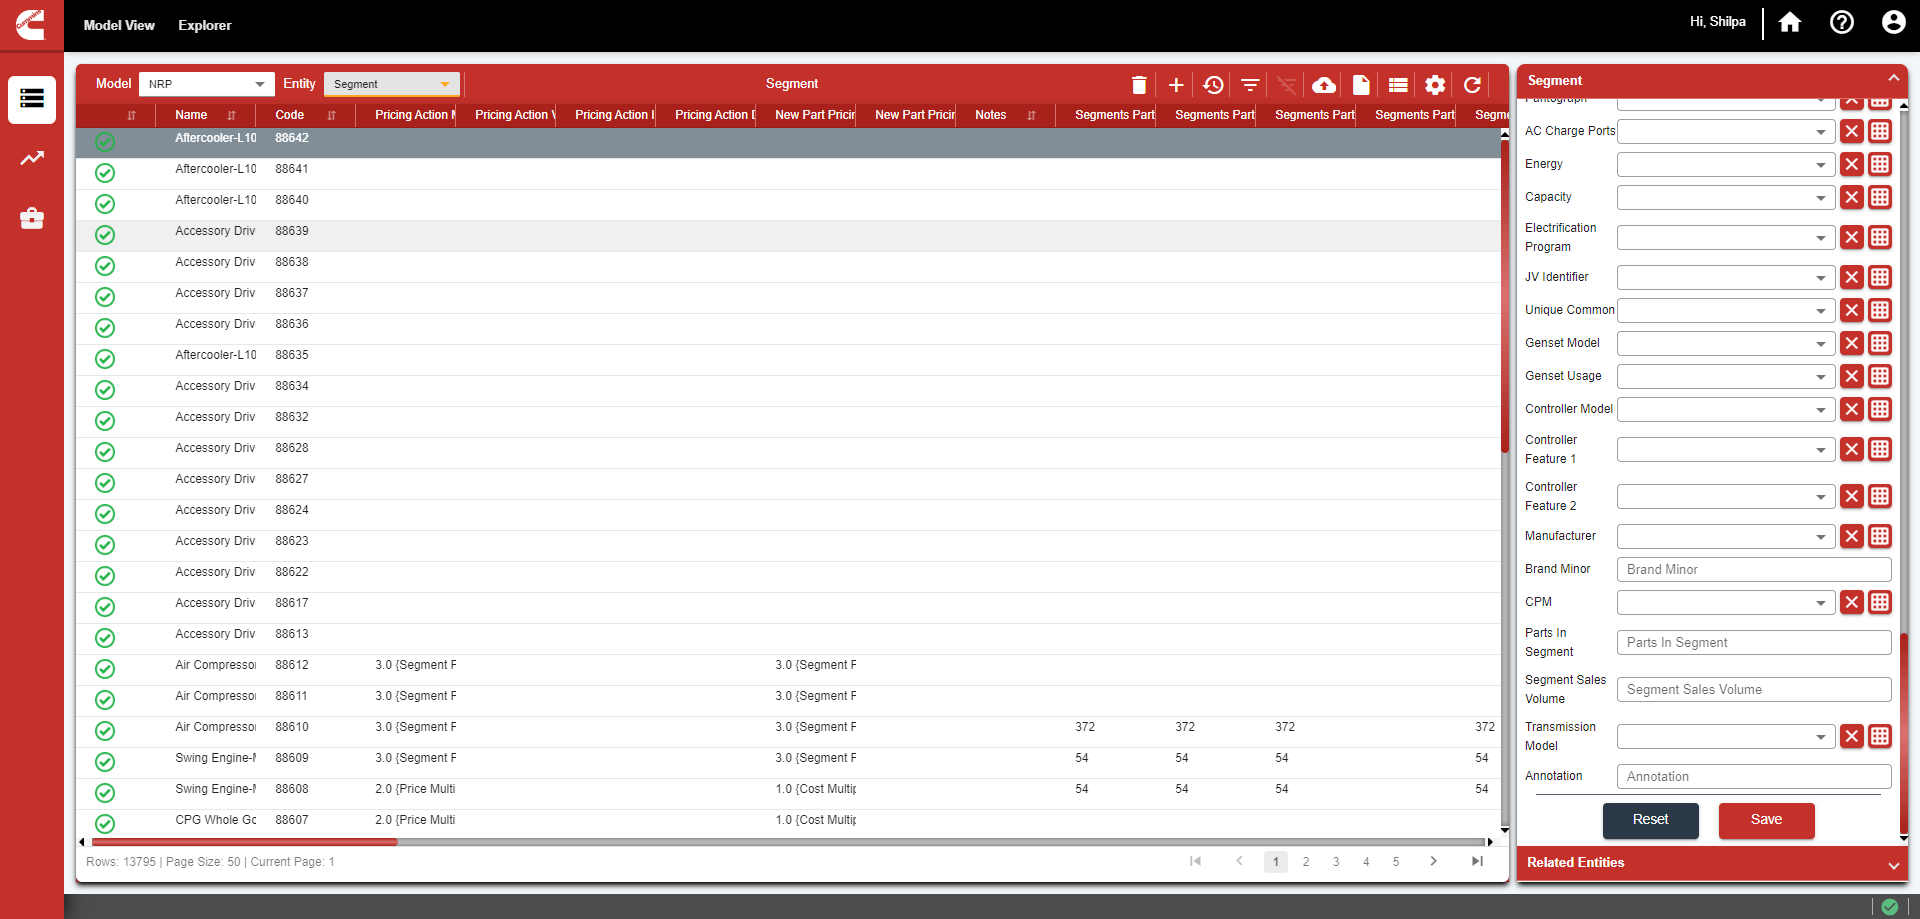 Cummins
Model View Explorer Hi, Shilpa
Model NRP Entity Segment Segment
Name Code Pricing Action Pricing Action Pricing Action Pricing Action New Part Pricin New Part Pricin Notes Segments Part Segments Part Segments Part Segments Part Segme
Aftercooler-L10 88642
Aftercooler-L10 88641
Aftercooler-L10 88640
Accessory Driv 88639
Accessory Driv 88638
Accessory Driv 88637
Accessory Driv 88636
Aftercooler-L10 88635
Accessory Driv 88634
Accessory Driv 88632
Accessory Driv 88628
Accessory Driv 88627
Accessory Driv 88624
Accessory Driv 88623
Accessory Driv 88622
Accessory Driv 88617
Accessory Driv 88613
Air Compressor 88612 3.0 {Segment F 3.0 {Segment F
Air Compressor 88611 3.0 {Segment F 3.0 {Segment F
Air Compressor 88610 3.0 {Segment F 3.0 {Segment F 372 372 372 372
Swing Engine-M 88609 3.0 {Segment F 3.0 {Segment F 54 54 54 54
Swing Engine-M 88608 2.0 {Price Multi 1.0 {Cost Multip 54 54 54 54
CPG Whole Go 88607 2.0 {Price Multi 1.0 {Cost Multip
Rows: 13795 | Page Size: 50 | Current Page: 1 1 2 3 4 5
Segment
Pantograph
AC Charge Ports
Energy
Capacity
Electrification
Program
JV Identifier
Unique Common
Genset Model
Genset Usage
Controller Model
Controller
Feature 1
Controller
Feature 2
Manufacturer
Brand Minor Brand Minor
CPM
Parts In
Segment Parts In Segment
Segment Sales
Volume Segment Sales Volume
Transmission
Model
Annotation Annotation
Reset Save
Related Entities